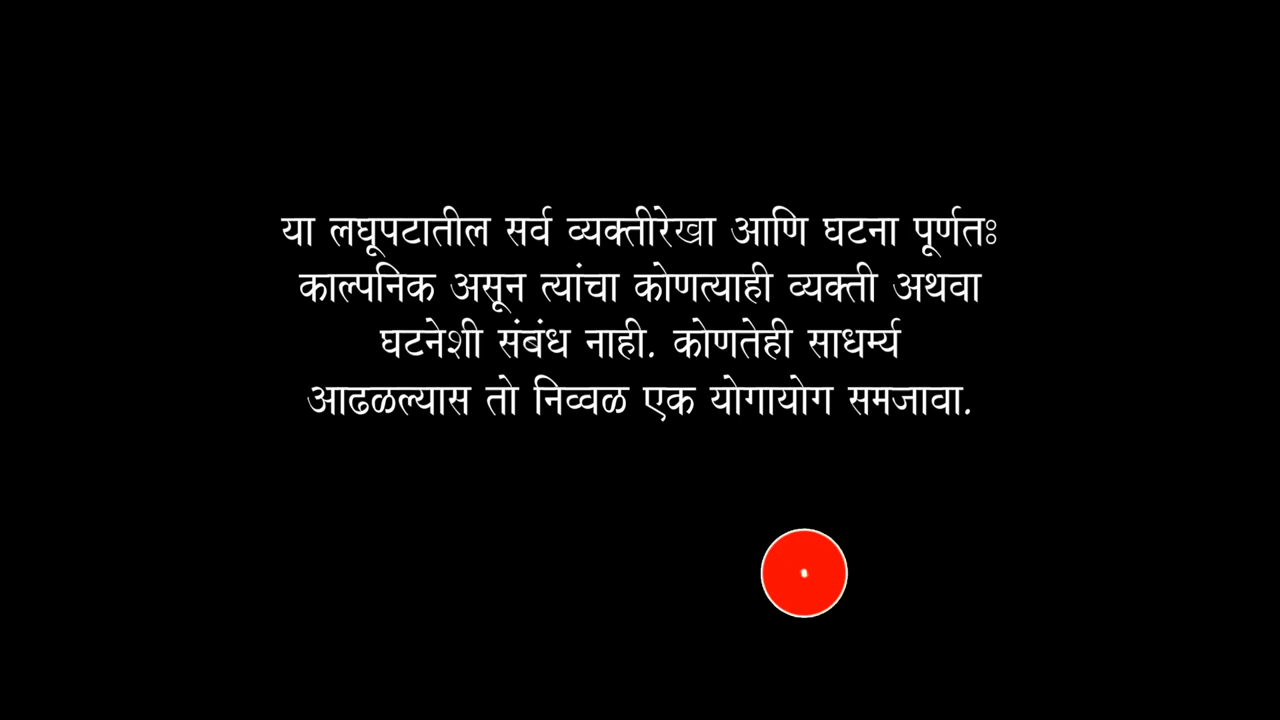 या लघूपटातील सर्व व्यक्तीरेखा आणि घटना पूर्णतः
काल्पनिक असून त्यांचा कोणत्याही व्यक्ती अथवा
घटनेशी संबंध नाही. कोणतेही साधर्म्य
आढळल्यास तो निव्वळ एक योगायोग समजावा.